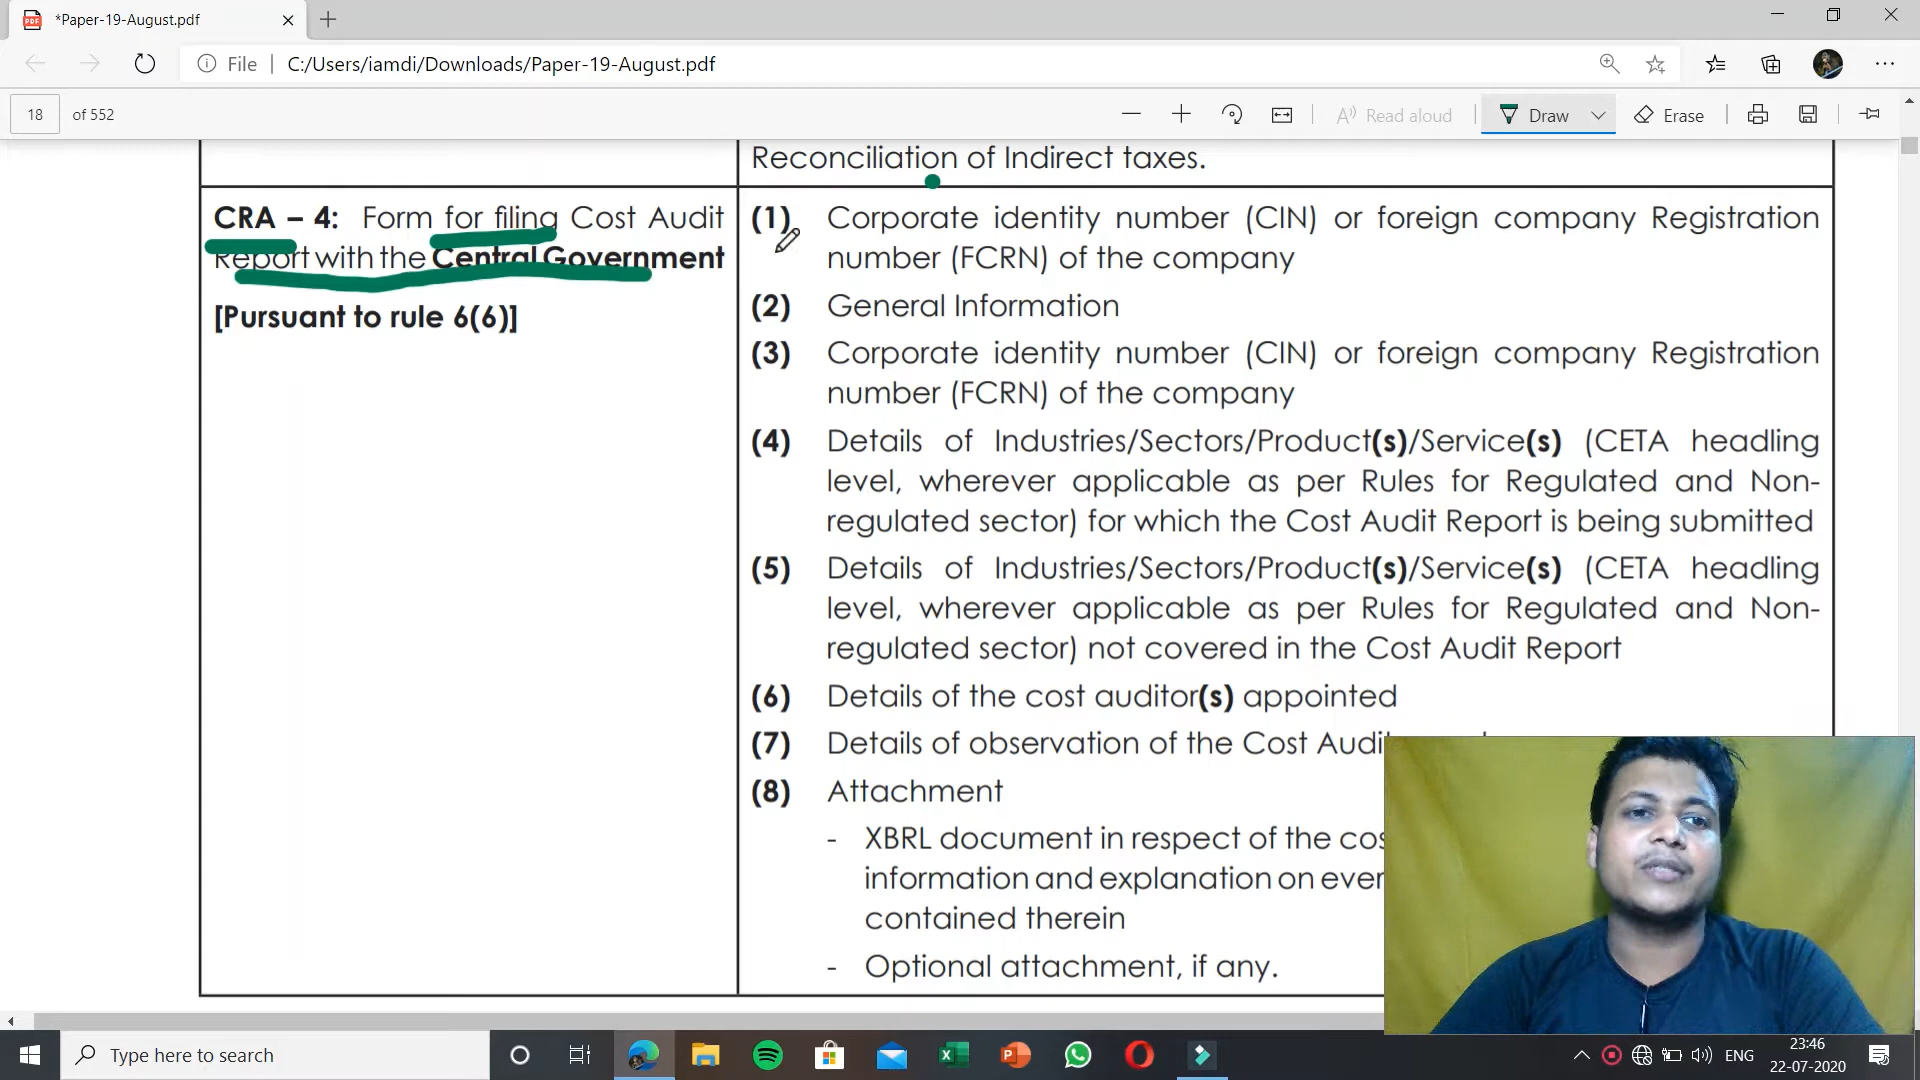 *Paper-19-August.pdf
File
C:/Users/iamdi/Downloads/Paper-19-August.pdf
18 of 552
Read aloud
Draw
Erase
Reconciliation of Indirect taxes.
CRA – 4: Form for filing Cost Audit
Report with the Central Government
[Pursuant to rule 6(6)]
(1) Corporate identity number (CIN) or foreign company Registration
number (FCRN) of the company
(2) General Information
(3) Corporate identity number (CIN) or foreign company Registration
number (FCRN) of the company
(4) Details of Industries/Sectors/Product(s)/Service(s) (CETA headling
level, wherever applicable as per Rules for Regulated and Non-
regulated sector) for which the Cost Audit Report is being submitted
(5) Details of Industries/Sectors/Product(s)/Service(s) (CETA headling
level, wherever applicable as per Rules for Regulated and Non-
regulated sector) not covered in the Cost Audit Report
(6) Details of the cost auditor(s) appointed
(7) Details of observation of the Cost Audit
(8) Attachment
- XBRL document in respect of the
information and explanation on
contained therein
- Optional attachment, if any.
Type here to search
ENG
23:46
22-07-2020